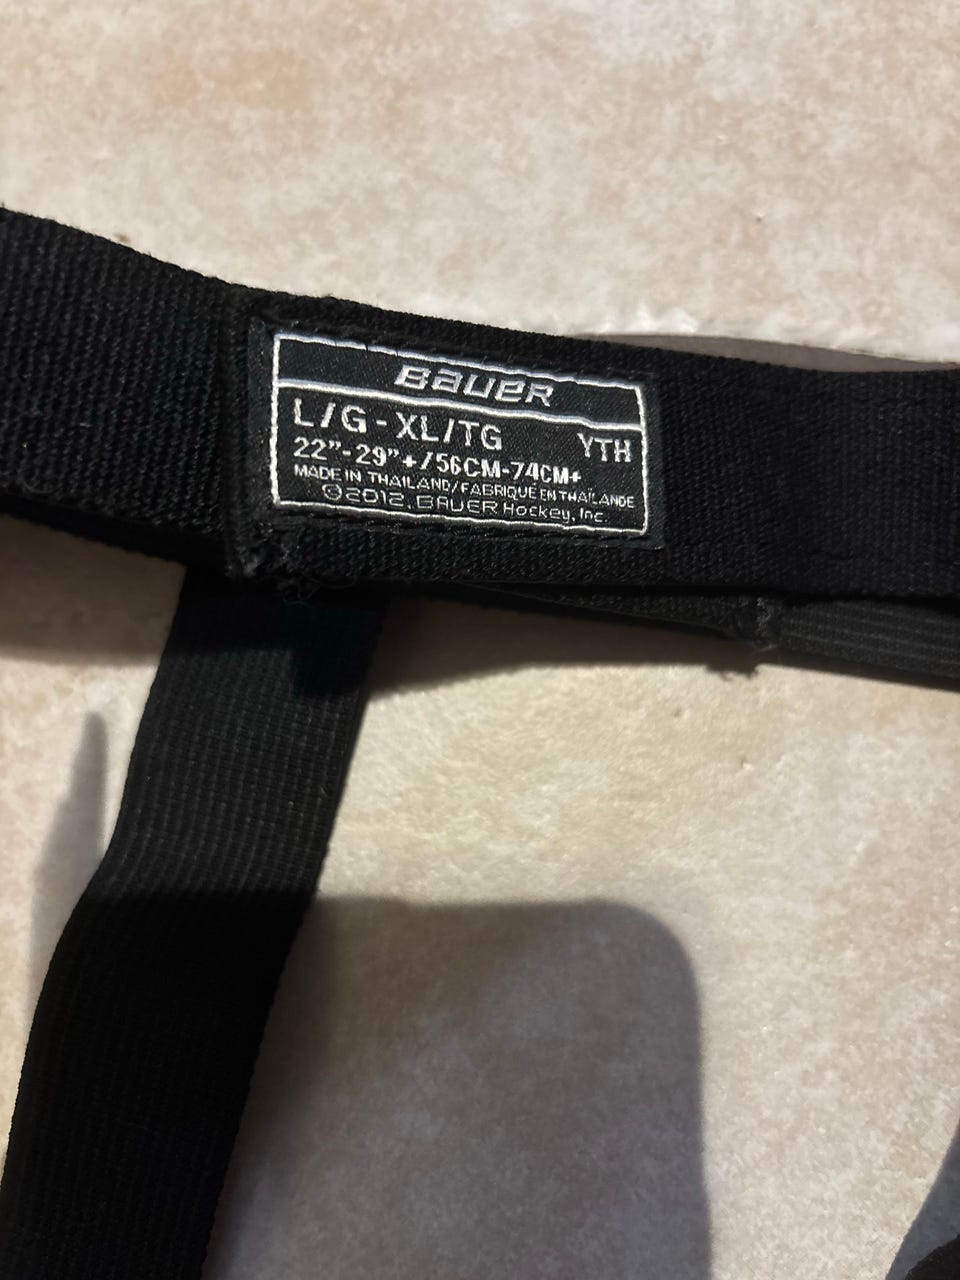 BAUER
L/G - XL/TG YTH
22"-29"+/56CM-74CM+
MADE IN THAILAND/FABRIQUE EN THAÏLANDE
©2012, BAUER Hockey, Inc.